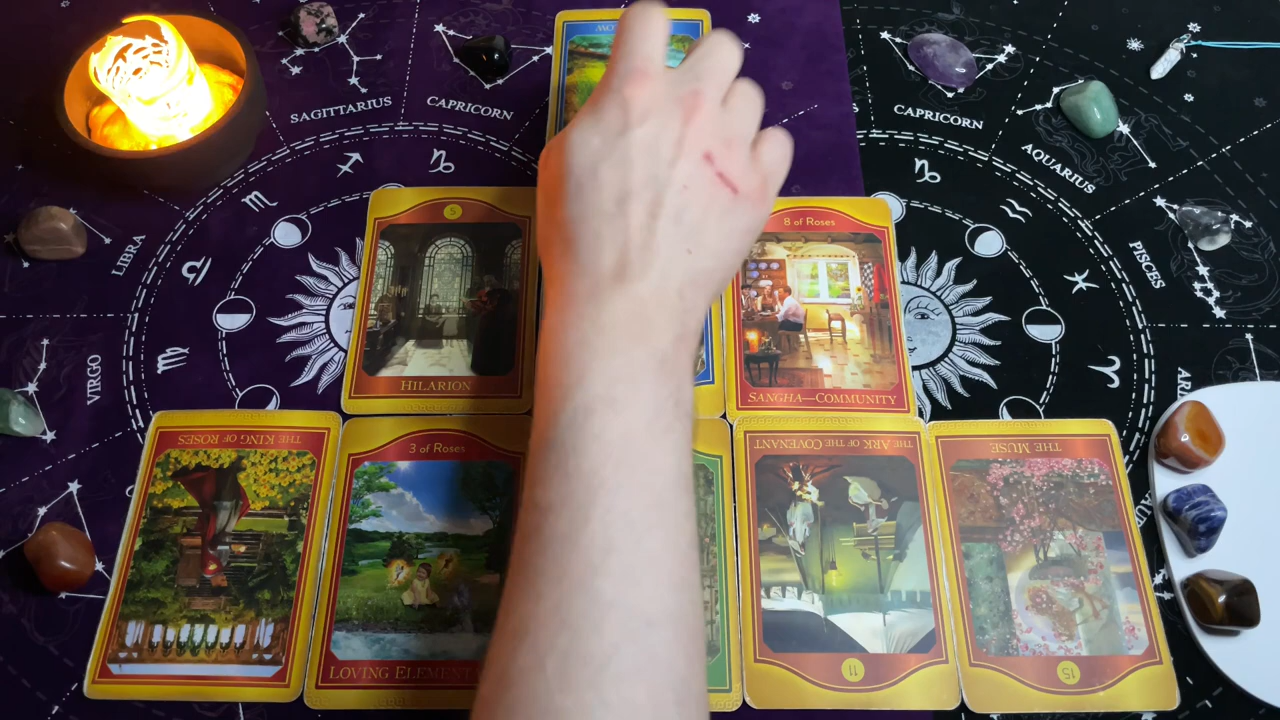 SAGITTARIUS
CAPRICORN
CAPRICORN
AQUARIUS
LIBRA
PISCES
VIRGO
5
HILARION
8 of Roses
SANGHA—COMMUNITY
THE KING OF ROSES
3 of Roses
LOVING ELEMENT
THE ARK OF THE COVENANT
11
THE MUSE
15